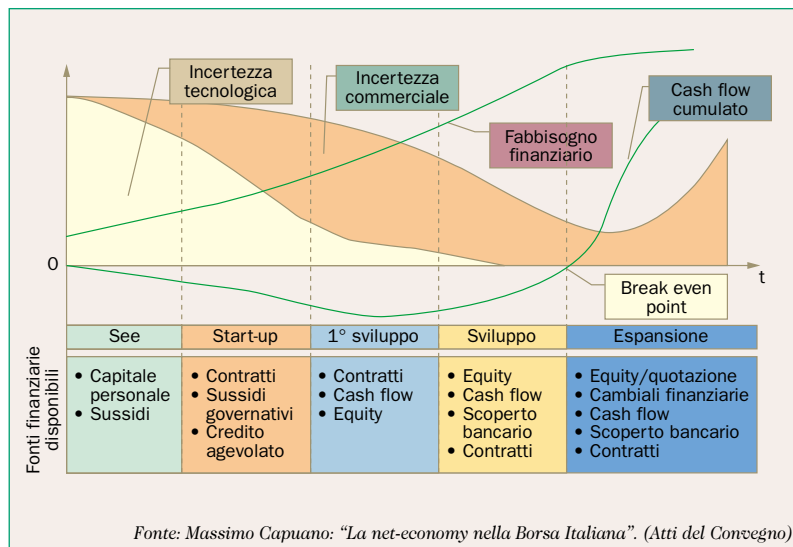 Incertezza
tecnologica
Incertezza
commerciale
Fabbisogno
finanziario
Cash flow
cumulato
0
t
Break even
point
See
Start-up
1° sviluppo
Sviluppo
Espansione
Fonti finanziarie
disponibili
• Capitale
personale
• Sussidi
• Contratti
• Sussidi
governativi
• Credito
agevolato
• Contratti
• Cash flow
• Equity
• Equity
• Cash flow
• Scoperto
bancario
• Contratti
• Equity/quotazione
• Cambiali finanziarie
• Cash flow
• Scoperto bancario
• Contratti
Fonte: Massimo Capuano: “La net-economy nella Borsa Italiana”. (Atti del Convegno)